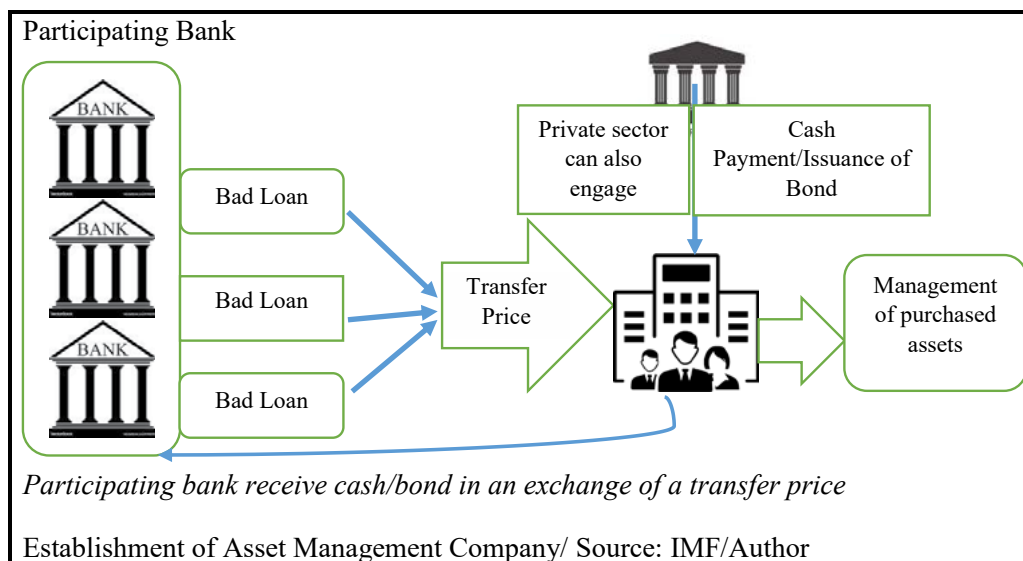 Participating Bank
BANK
BANK
BANK
Bad Loan
Bad Loan
Bad Loan
Transfer
Price
Private sector
can also
engage
Cash
Payment/Issuance of
Bond
Management
of purchased
assets
Participating bank receive cash/bond in an exchange of a transfer price
Establishment of Asset Management Company/ Source: IMF/Author